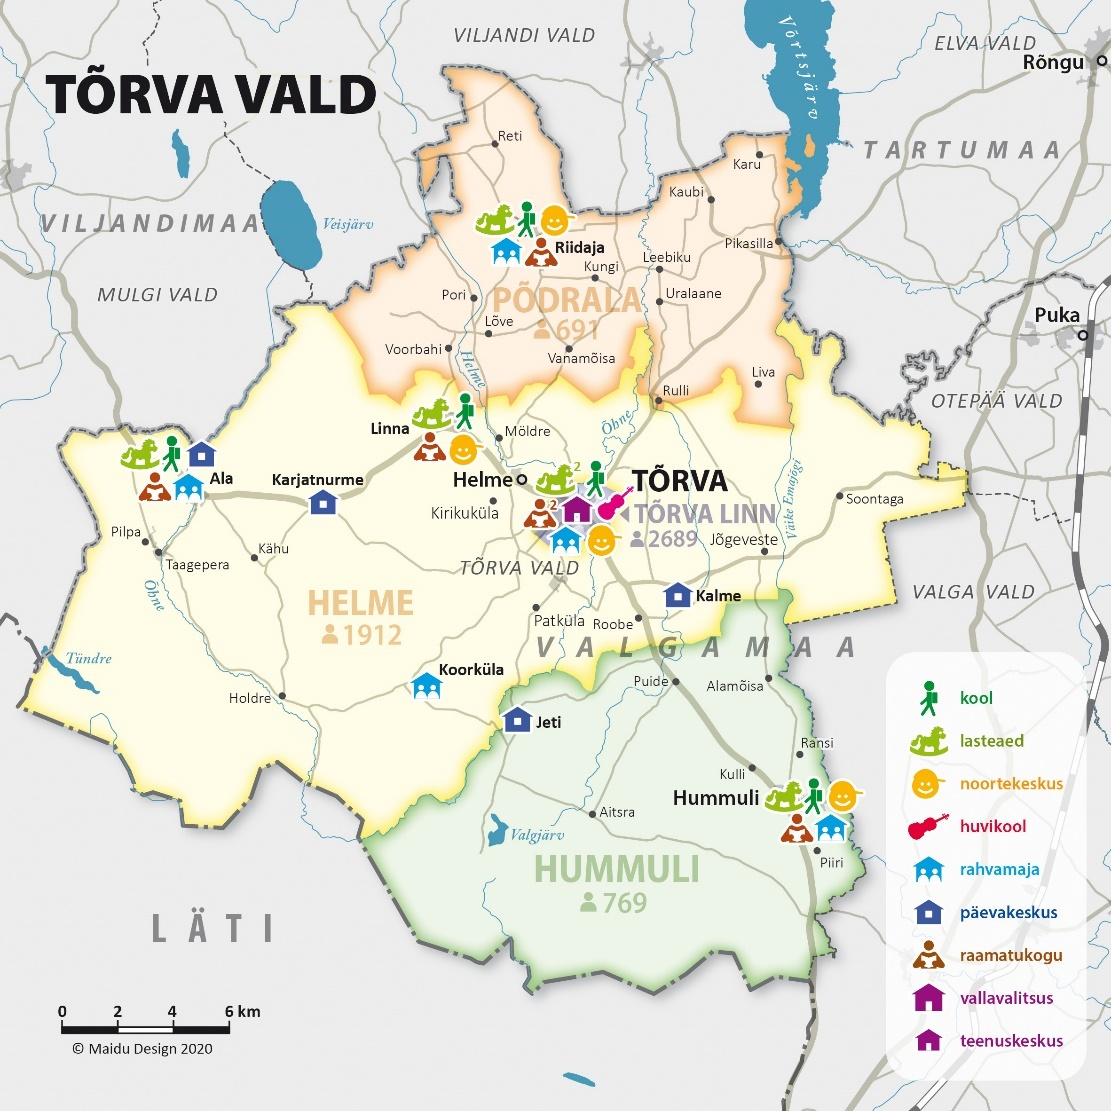 TÕRVA VALD
VILJANDI VALD
ELVA VALD
Rõngu
Võrtsjärv
TARTUMAA
VILJANDIMAA
Veisjärv
MULGI VALD
Reti
Karu
Kaubi
Pikasilla
Riidaja
Kungi
Leebiku
Uralaane
Pori
PÕDRALA
691
Lõve
Voorbahi
Vanamõisa
Helme
Liva
Rulli
Puka
OTEPÄÄ VALD
Linna
Möldre
Õhne
Helme
Kirikuküla
2
TÕRVA
2
TÕRVA LINN
2689
Jõgeveste
Väike Emajõgi
Soontaga
Ala
Karjatnurme
Pilpa
Taagepera
Kähu
Õhne
TÕRVA VALD
VALGA VALD
HELME
1912
Kalme
Patküla
Roobe
VALGAMAA
Tündre
Koorküla
Holdre
Jeti
Puide
Alamõisa
Ransi
Kulli
Hummuli
Aitsra
Piiri
Valgjärv
HUMMULI
769
LÄTI
kool
lasteaed
noortekeskus
huvikool
rahvamaja
päevakeskus
raamatukogu
vallavalitsus
teenuskeskus
0 2 4 6 km
© Maidu Design 2020